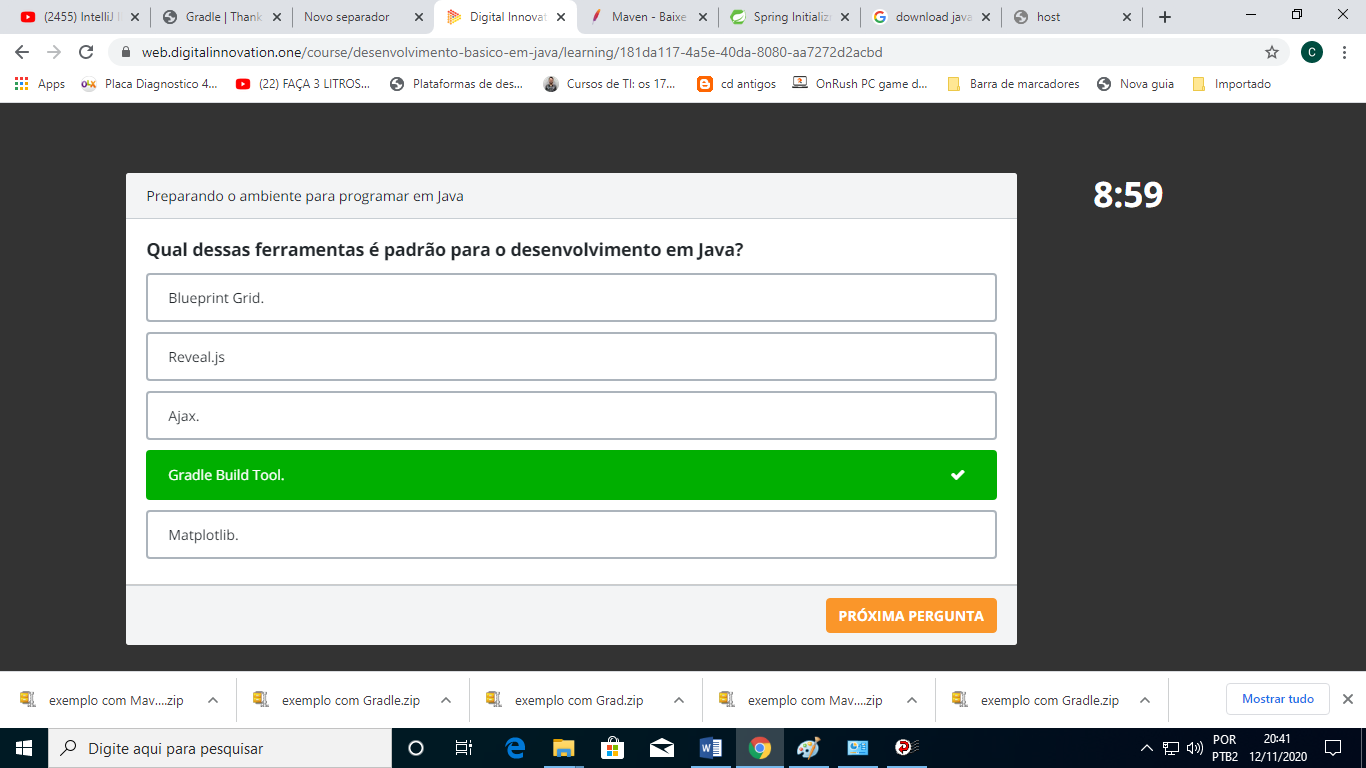 (2455) IntelliJ
Gradle | Thank
Novo separador
Digital Innovat
Maven - Baixe
Spring Initializ
download java
host
web.digitalinnovation.one/course/desenvolvimento-basico-em-java/learning/181da117-4a5e-40da-8080-aa7272d2acbd
C
Apps
OLX
Placa Diagnostico 4...
(22) FAÇA 3 LITROS...
Plataformas de des...
Cursos de TI: os 17...
cd antigos
OnRush PC game d...
Barra de marcadores
Nova guia
Importado
Preparando o ambiente para programar em Java
8:59
Qual dessas ferramentas é padrão para o desenvolvimento em Java?
Blueprint Grid.
Reveal.js
Ajax.
Gradle Build Tool.
Matplotlib.
PRÓXIMA PERGUNTA
exemplo com Mav....zip
exemplo com Gradle.zip
exemplo com Grad.zip
exemplo com Mav....zip
exemplo com Gradle.zip
Mostrar tudo
Digite aqui para pesquisar
POR
PTB2
20:41
12/11/2020